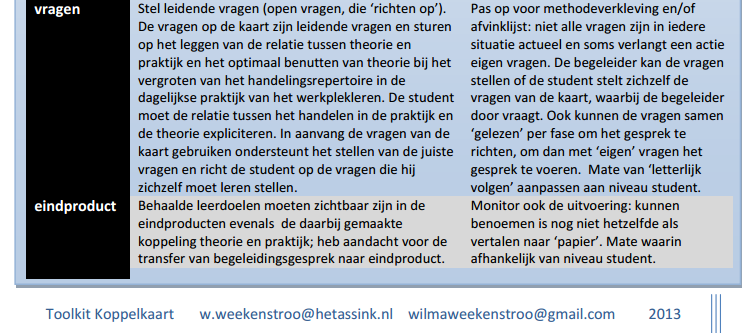 vragen
Stel leidende vragen (open vragen, die ‘richten op’).
De vragen op de kaart zijn leidende vragen en sturen
op het leggen van de relatie tussen theorie en
praktijk en het optimaal benutten van theorie bij het
vergroten van het handelingsrepertoire in de
dagelijkse praktijk van het werkplekleren. De student
moet de relatie tussen het handelen in de praktijk en
de theorie expliciteren. In aanvang de vragen van de
kaart gebruiken ondersteunt het stellen van de juiste
vragen en richt de student op de vragen die hij
zichzelf moet leren stellen.
Pas op voor methodeverkleving en/of
afvinklijst: niet alle vragen zijn in iedere
situatie actueel en soms verlangt een actie
eigen vragen. De begeleider kan de vragen
stellen of de student stelt zichzelf de
vragen van de kaart, waarbij de begeleider
door vraagt. Ook kunnen de vragen samen
‘gelezen’ per fase om het gesprek te
richten, om dan met ‘eigen’ vragen het
gesprek te voeren.  Mate van ‘letterlijk
volgen’ aanpassen aan niveau student.
eindproduct
Behaalde leerdoelen moeten zichtbaar zijn in de
eindproducten evenals  de daarbij gemaakte
koppeling theorie en praktijk; heb aandacht voor de
transfer van begeleidingsgesprek naar eindproduct.
Monitor ook de uitvoering: kunnen
benoemen is nog niet hetzelfde als
vertalen naar ‘papier’. Mate waarin
afhankelijk van niveau student.
Toolkit Koppelkaart w.weekenstroo@hetassink.nl wilmaweekenstroo@gmail.com 2013